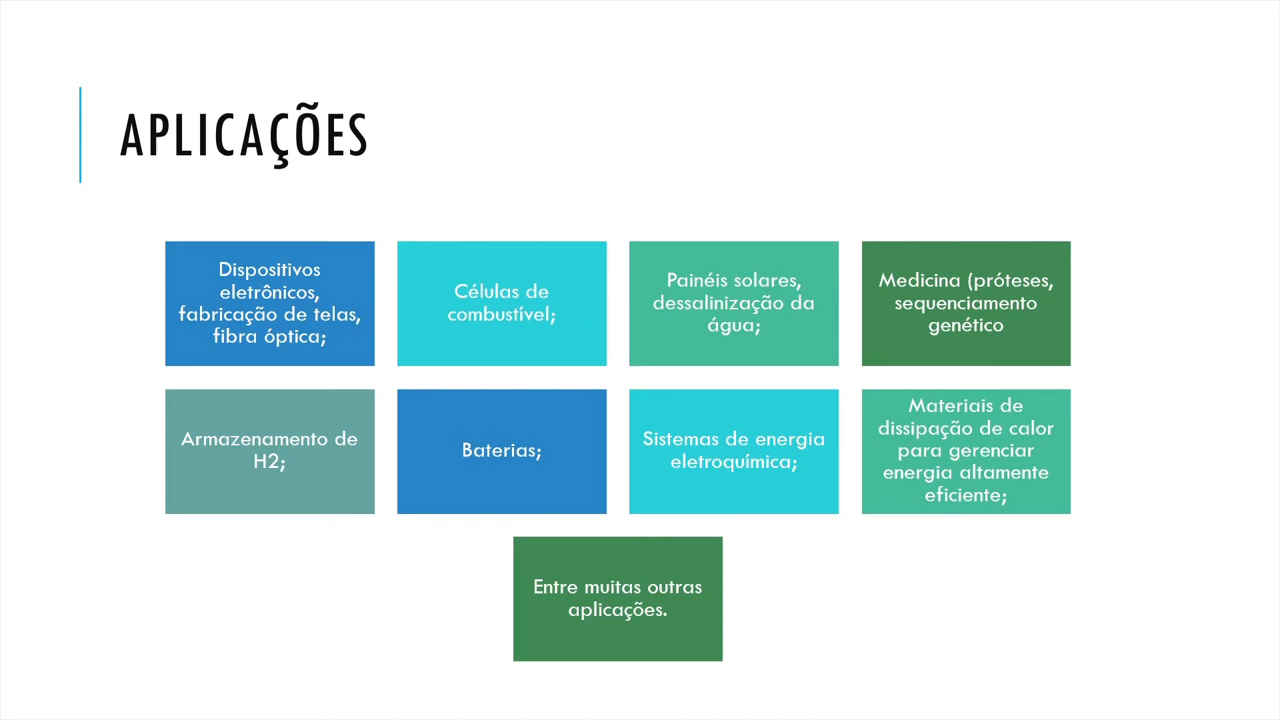 APLICAÇÕES
Dispositivos
eletrônicos,
fabricação de telas,
fibra óptica;
Células de
combustível;
Painéis solares,
dessalinização da
água;
Medicina (próteses,
sequenciamento
genético
Armazenamento de
H2;
Baterias;
Sistemas de energia
eletroquímica;
Materiais de
dissipação de calor
para gerenciar
energia altamente
eficiente;
Entre muitas outras
aplicações.